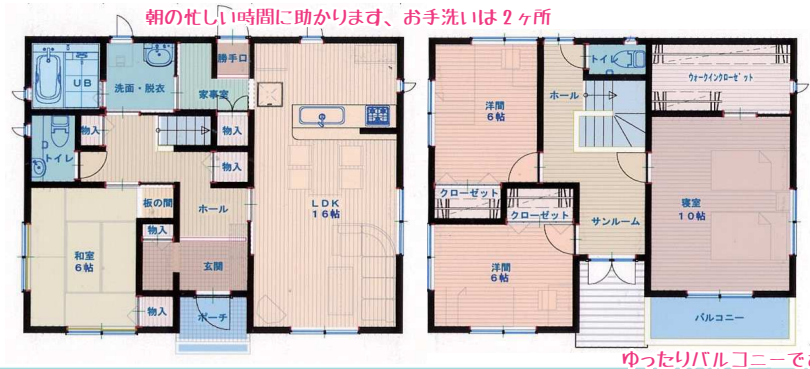 朝の忙しい時間に助かります、お手洗いは2ヶ所
UB
洗面・脱衣
勝手口
家事室
トイレ
物入
物入
物入
板の間
ホール
LDK
16帖
和室
6帖
物入
玄関
物入
ポーチ
トイレ
ウォークインクローゼット
洋間
6帖
ホール
クローゼット
クローゼット
サンルーム
寝室
10帖
洋間
6帖
バルコニー
ゆったりバルコニーで